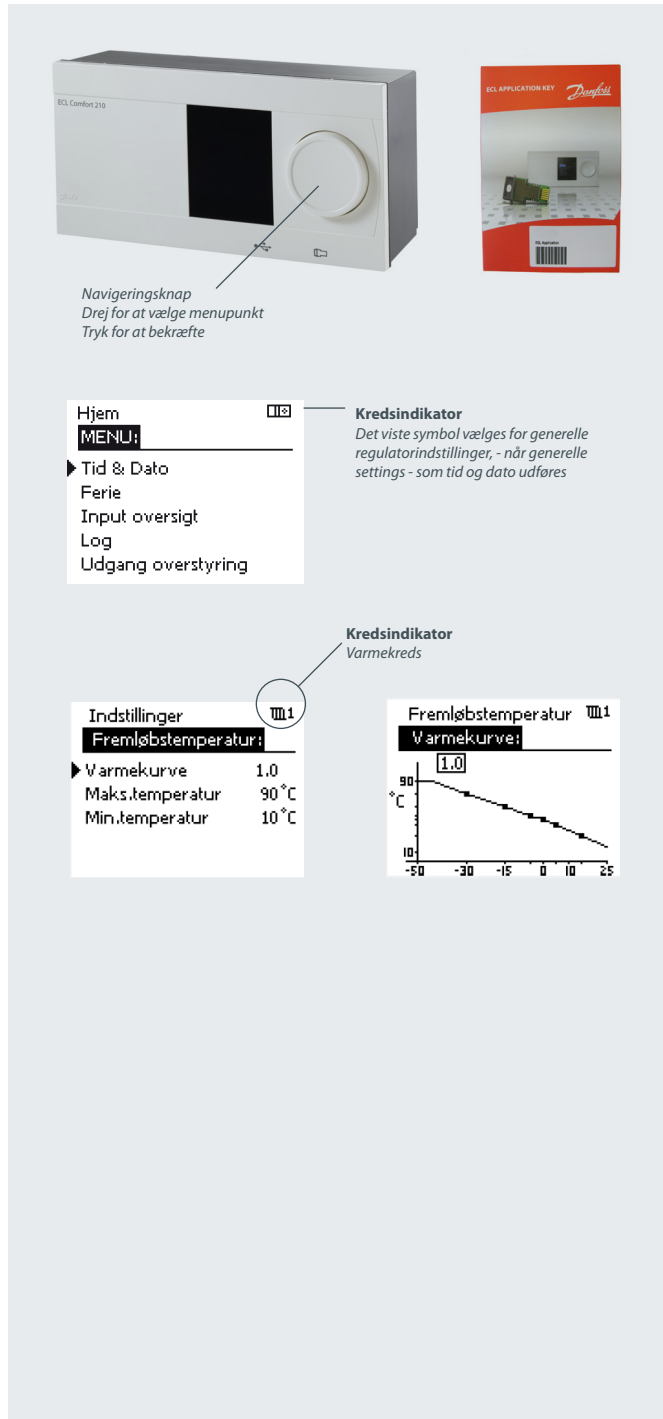 ECL Comfort 210
ECL APPLICATION KEY
Danfoss
ECL Application
Navigeringsknap
Drej for at vælge menupunkt
Tryk for at bekræfte
Hjem
MENU:
Tid & Dato
Ferie
Input oversigt
Log
Udgang overstyring
Kredsindikator
Det viste symbol vælges for generelle
regulatorindstillinger, - når generelle
settings - som tid og dato udføres
Kredsindikator
Varmekreds
Indstillinger 1
Fremløbstemperatur:
Varmekurve 1.0
Maks.temperatur 90°C
Min.temperatur 10°C
Fremløbstemperatur 1
Varmekurve:
1.0
90
°C
10
-50 -30 -15 0 10 25